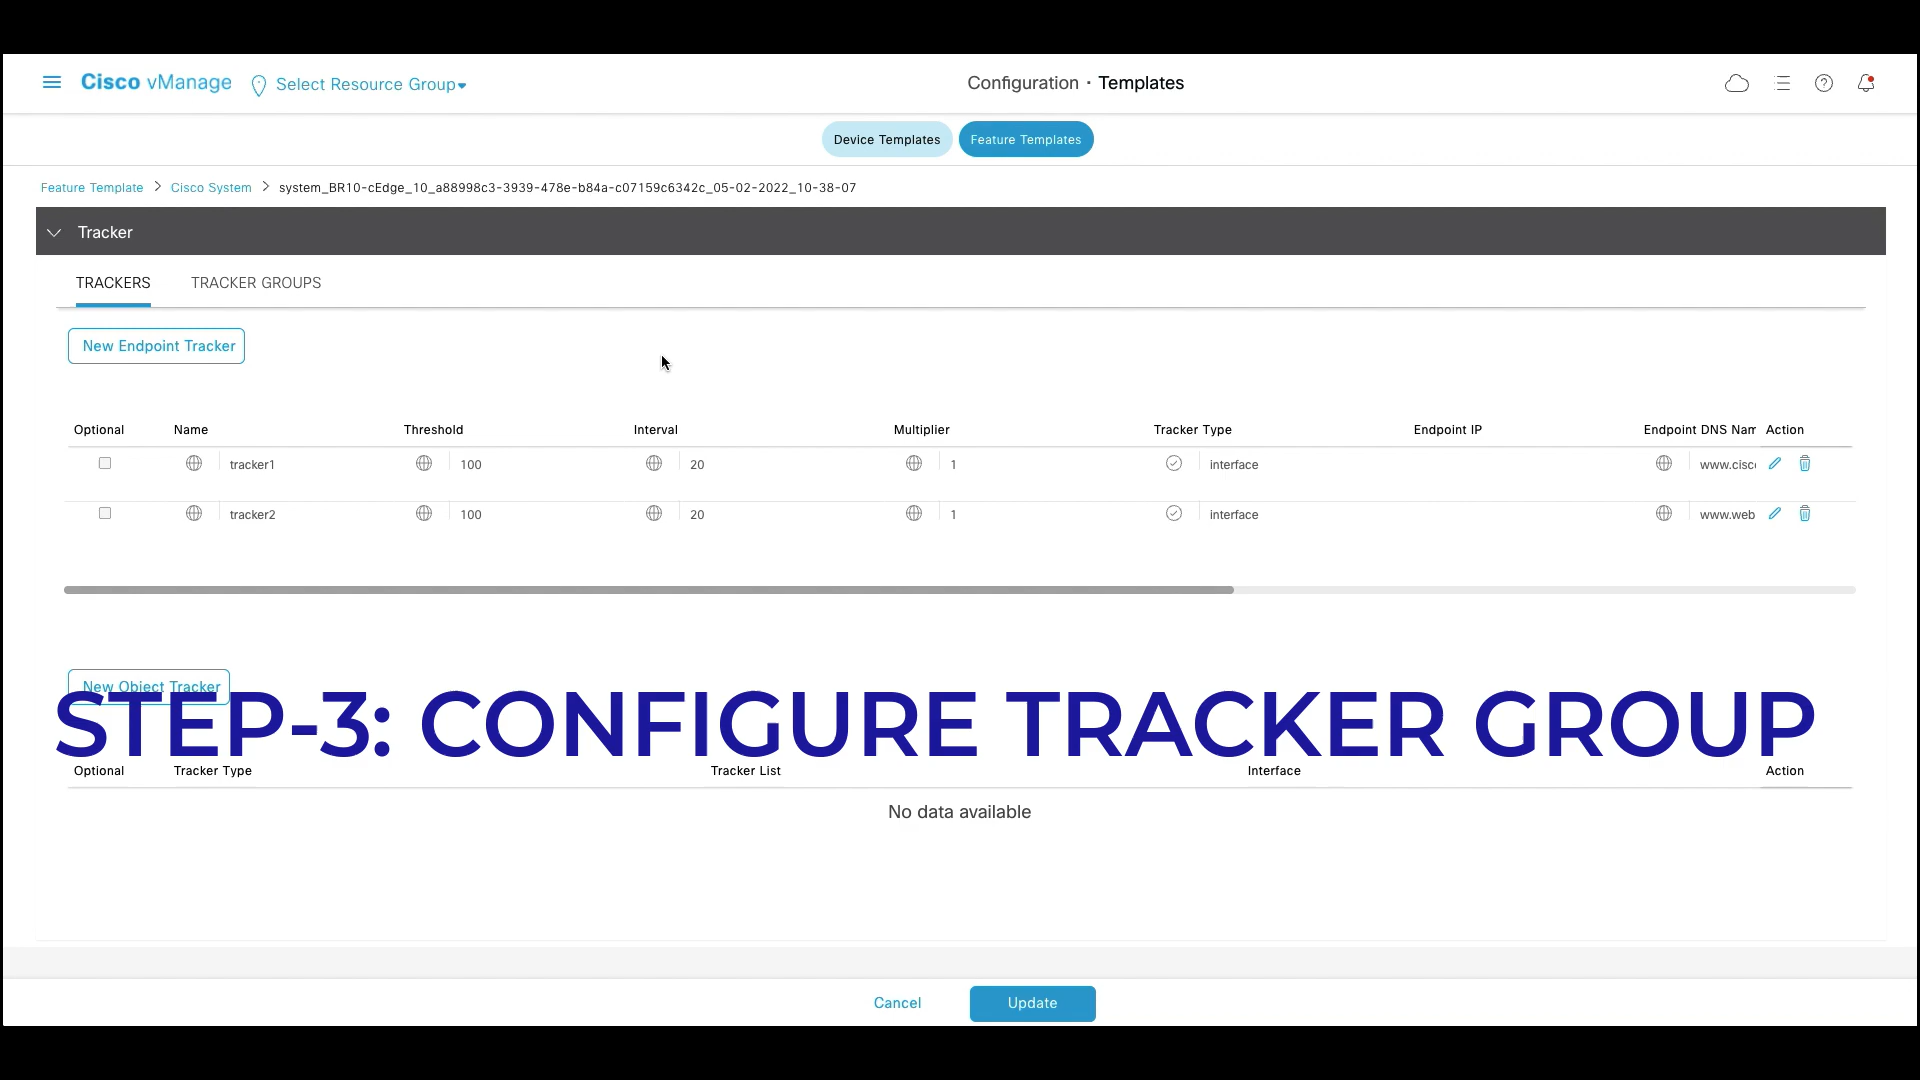 Cisco vManage Select Resource Group Configuration · Templates
Device Templates Feature Templates
Feature Template > Cisco System > system_BR10-cEdge_10_a88998c3-3939-478e-b84a-c07159c6342c_05-02-2022_10-38-07
Tracker
TRACKERS TRACKER GROUPS
New Endpoint Tracker
Optional Name Threshold Interval Multiplier Tracker Type Endpoint IP Endpoint DNS Nam Action
tracker1 100 20 1 interface www.cisc
tracker2 100 20 1 interface www.web
New Object Tracker
STEP-3: CONFIGURE TRACKER GROUP
Optional Tracker Type Tracker List Interface Action
No data available
Cancel Update